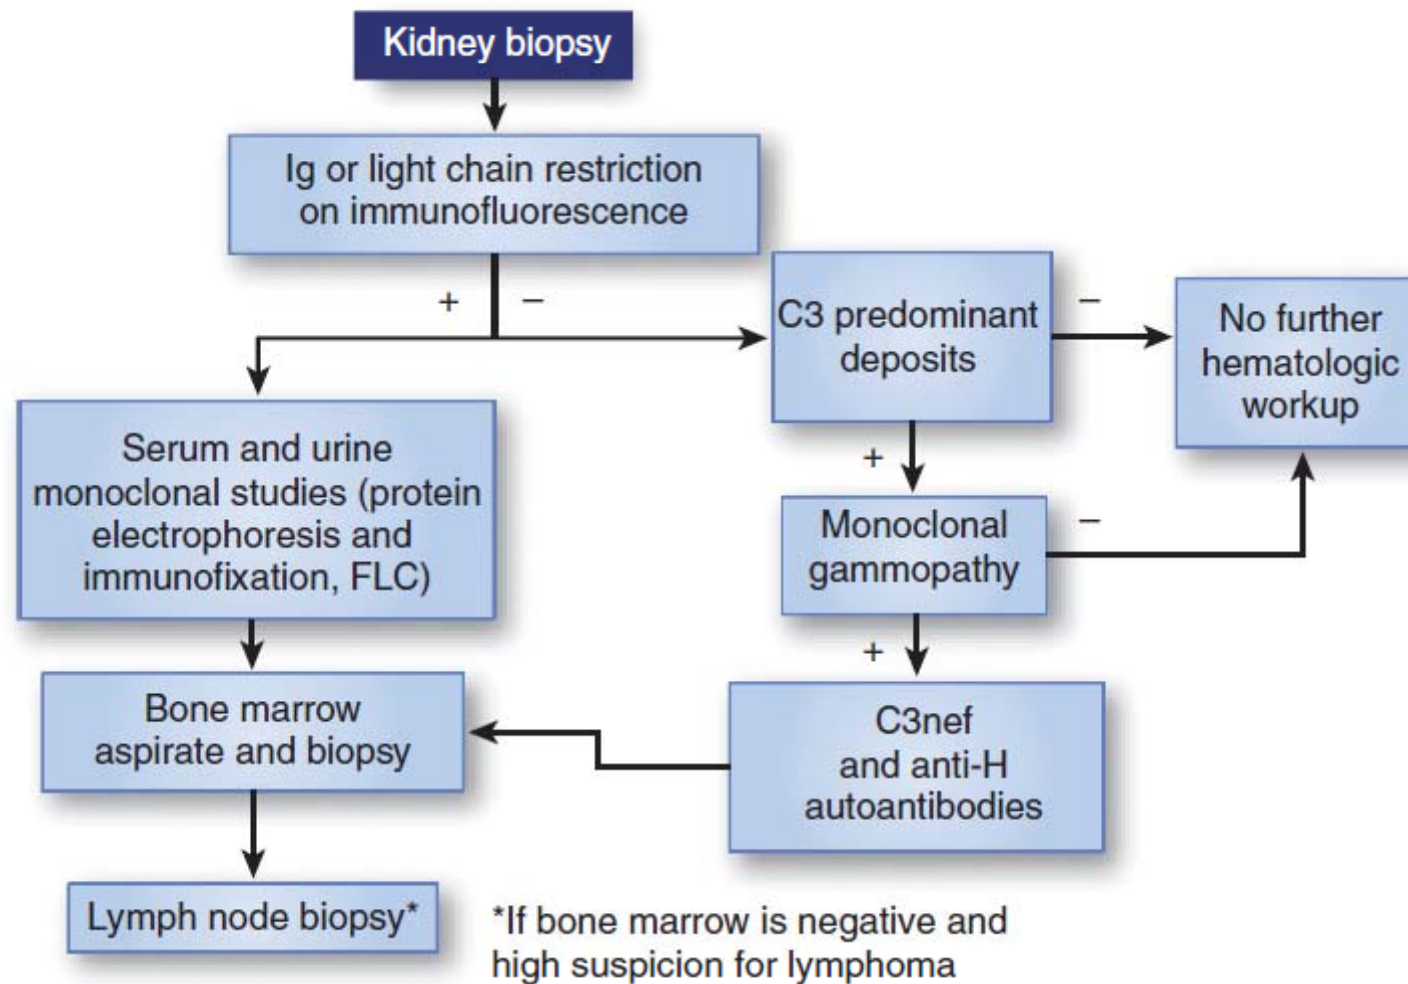 Kidney biopsy
Ig or light chain restriction
on immunofluorescence
+
–
C3 predominant
deposits
–
No further
hematologic
workup
Serum and urine
monoclonal studies (protein
electrophoresis and
immunofixation, FLC)
+
Monoclonal
gammopathy
–
+
Bone marrow
aspirate and biopsy
C3nef
and anti-H
autoantibodies
Lymph node biopsy*
*If bone marrow is negative and
high suspicion for lymphoma